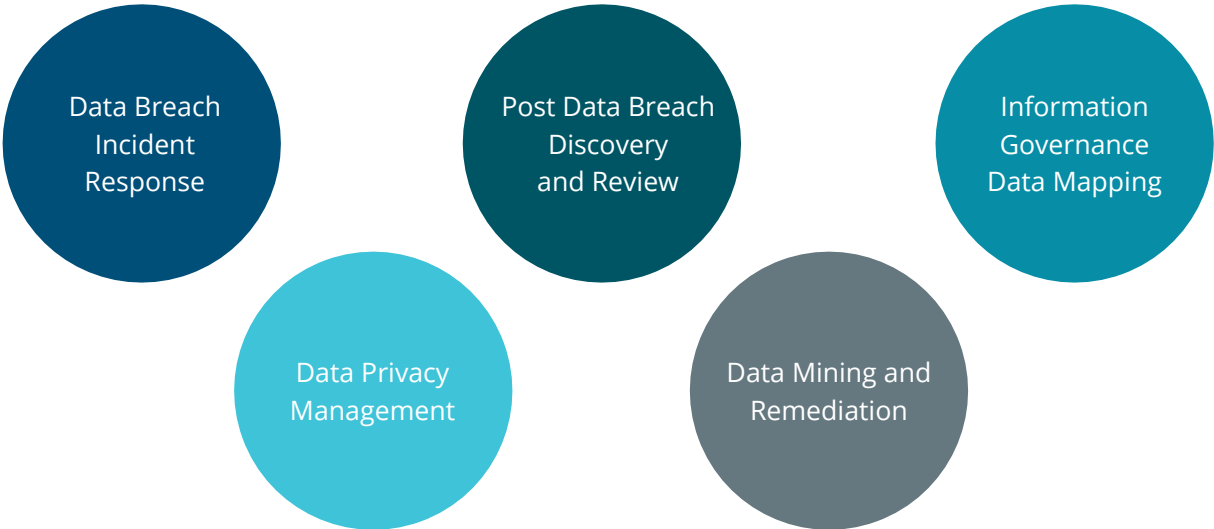 Data Breach
Incident
Response
Post Data Breach
Discovery
and Review
Information
Governance
Data Mapping
Data Privacy
Management
Data Mining and
Remediation